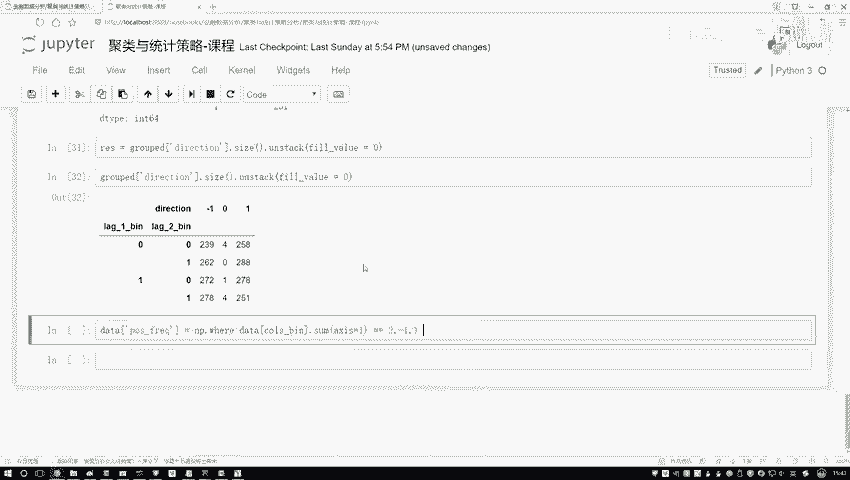 jupyter 聚类与统计策略-课程 Last Checkpoint: Last Sunday at 5:54 PM (unsaved changes)
Logout
File Edit View Insert Cell Kernel Widgets Help
Trusted Python 3
Code
dtype: int64
In [31]: res = grouped['direction'].size().unstack(fill_value = 0)
In [32]: grouped['direction'].size().unstack(fill_value = 0)
Out[32]:
direction -1 0 1
lag_1_bin lag_2_bin
0 0 239 4 258
1 262 0 288
1 0 272 1 278
1 278 4 251
In [ ]: data['pos_freq'] = np.where data[cols_bin].sum(axis=1) == 2,-1,1
In [ ]: